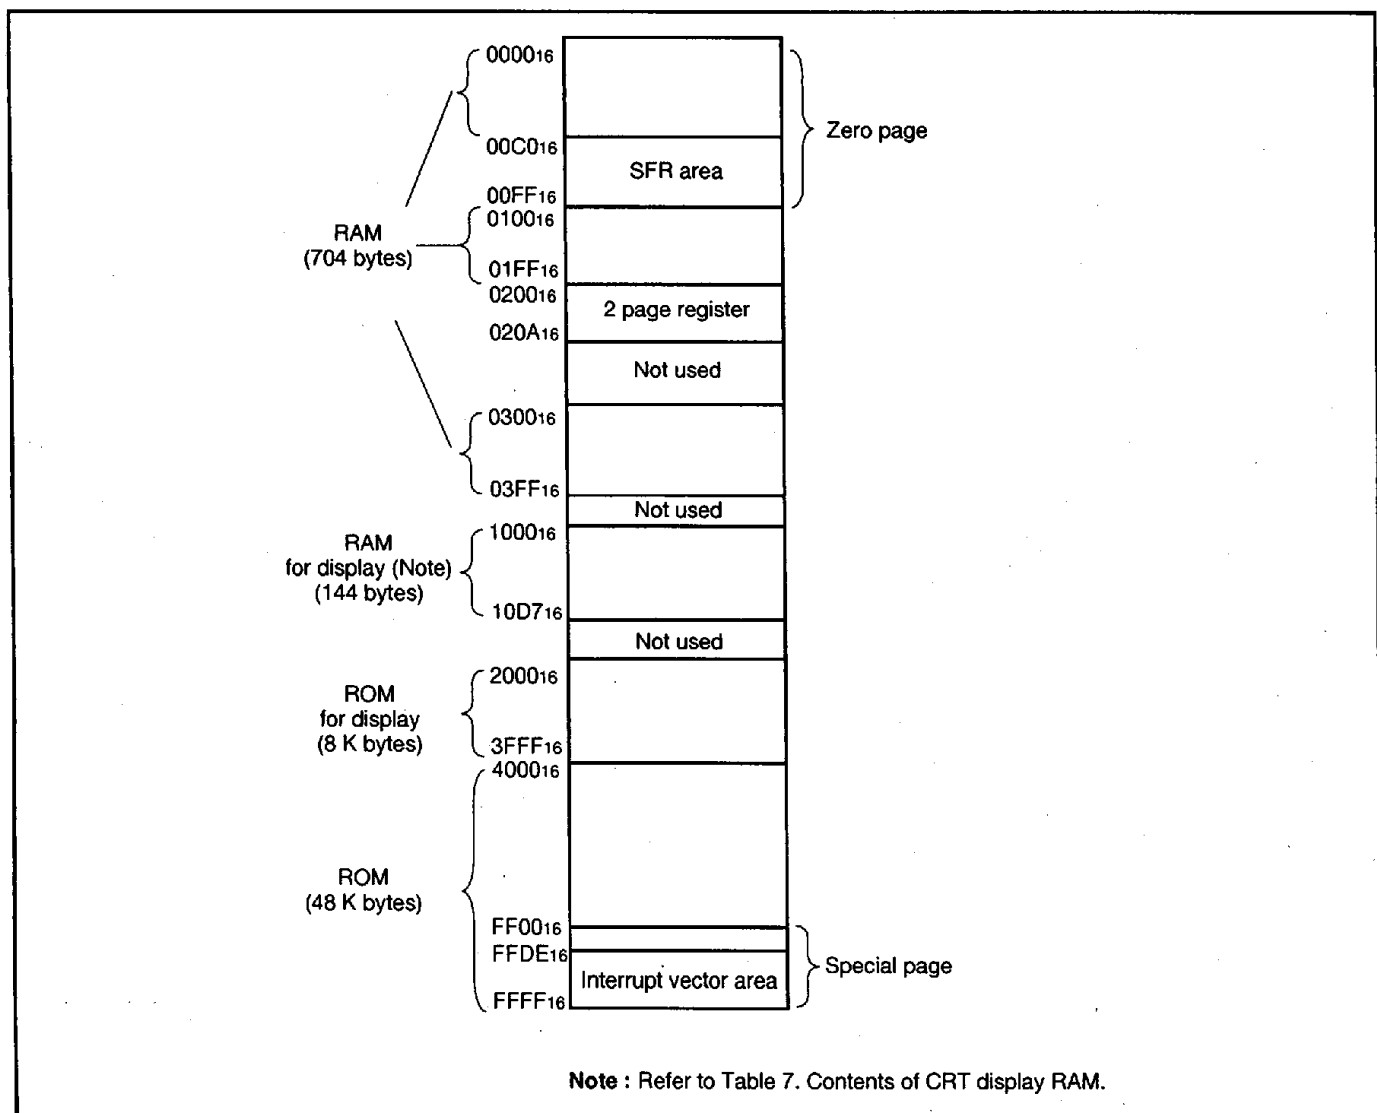 0000₁₆
Zero page
00C0₁₆
SFR area
00FF₁₆
0100₁₆
RAM
(704 bytes)
01FF₁₆
0200₁₆
2 page register
020A₁₆
Not used
0300₁₆
03FF₁₆
Not used
1000₁₆
RAM
for display (Note)
(144 bytes)
10D7₁₆
Not used
2000₁₆
ROM
for display
(8 K bytes)
3FFF₁₆
4000₁₆
ROM
(48 K bytes)
FF00₁₆
FFDE₁₆
Special page
Interrupt vector area
FFFF₁₆
Note : Refer to Table 7. Contents of CRT display RAM.